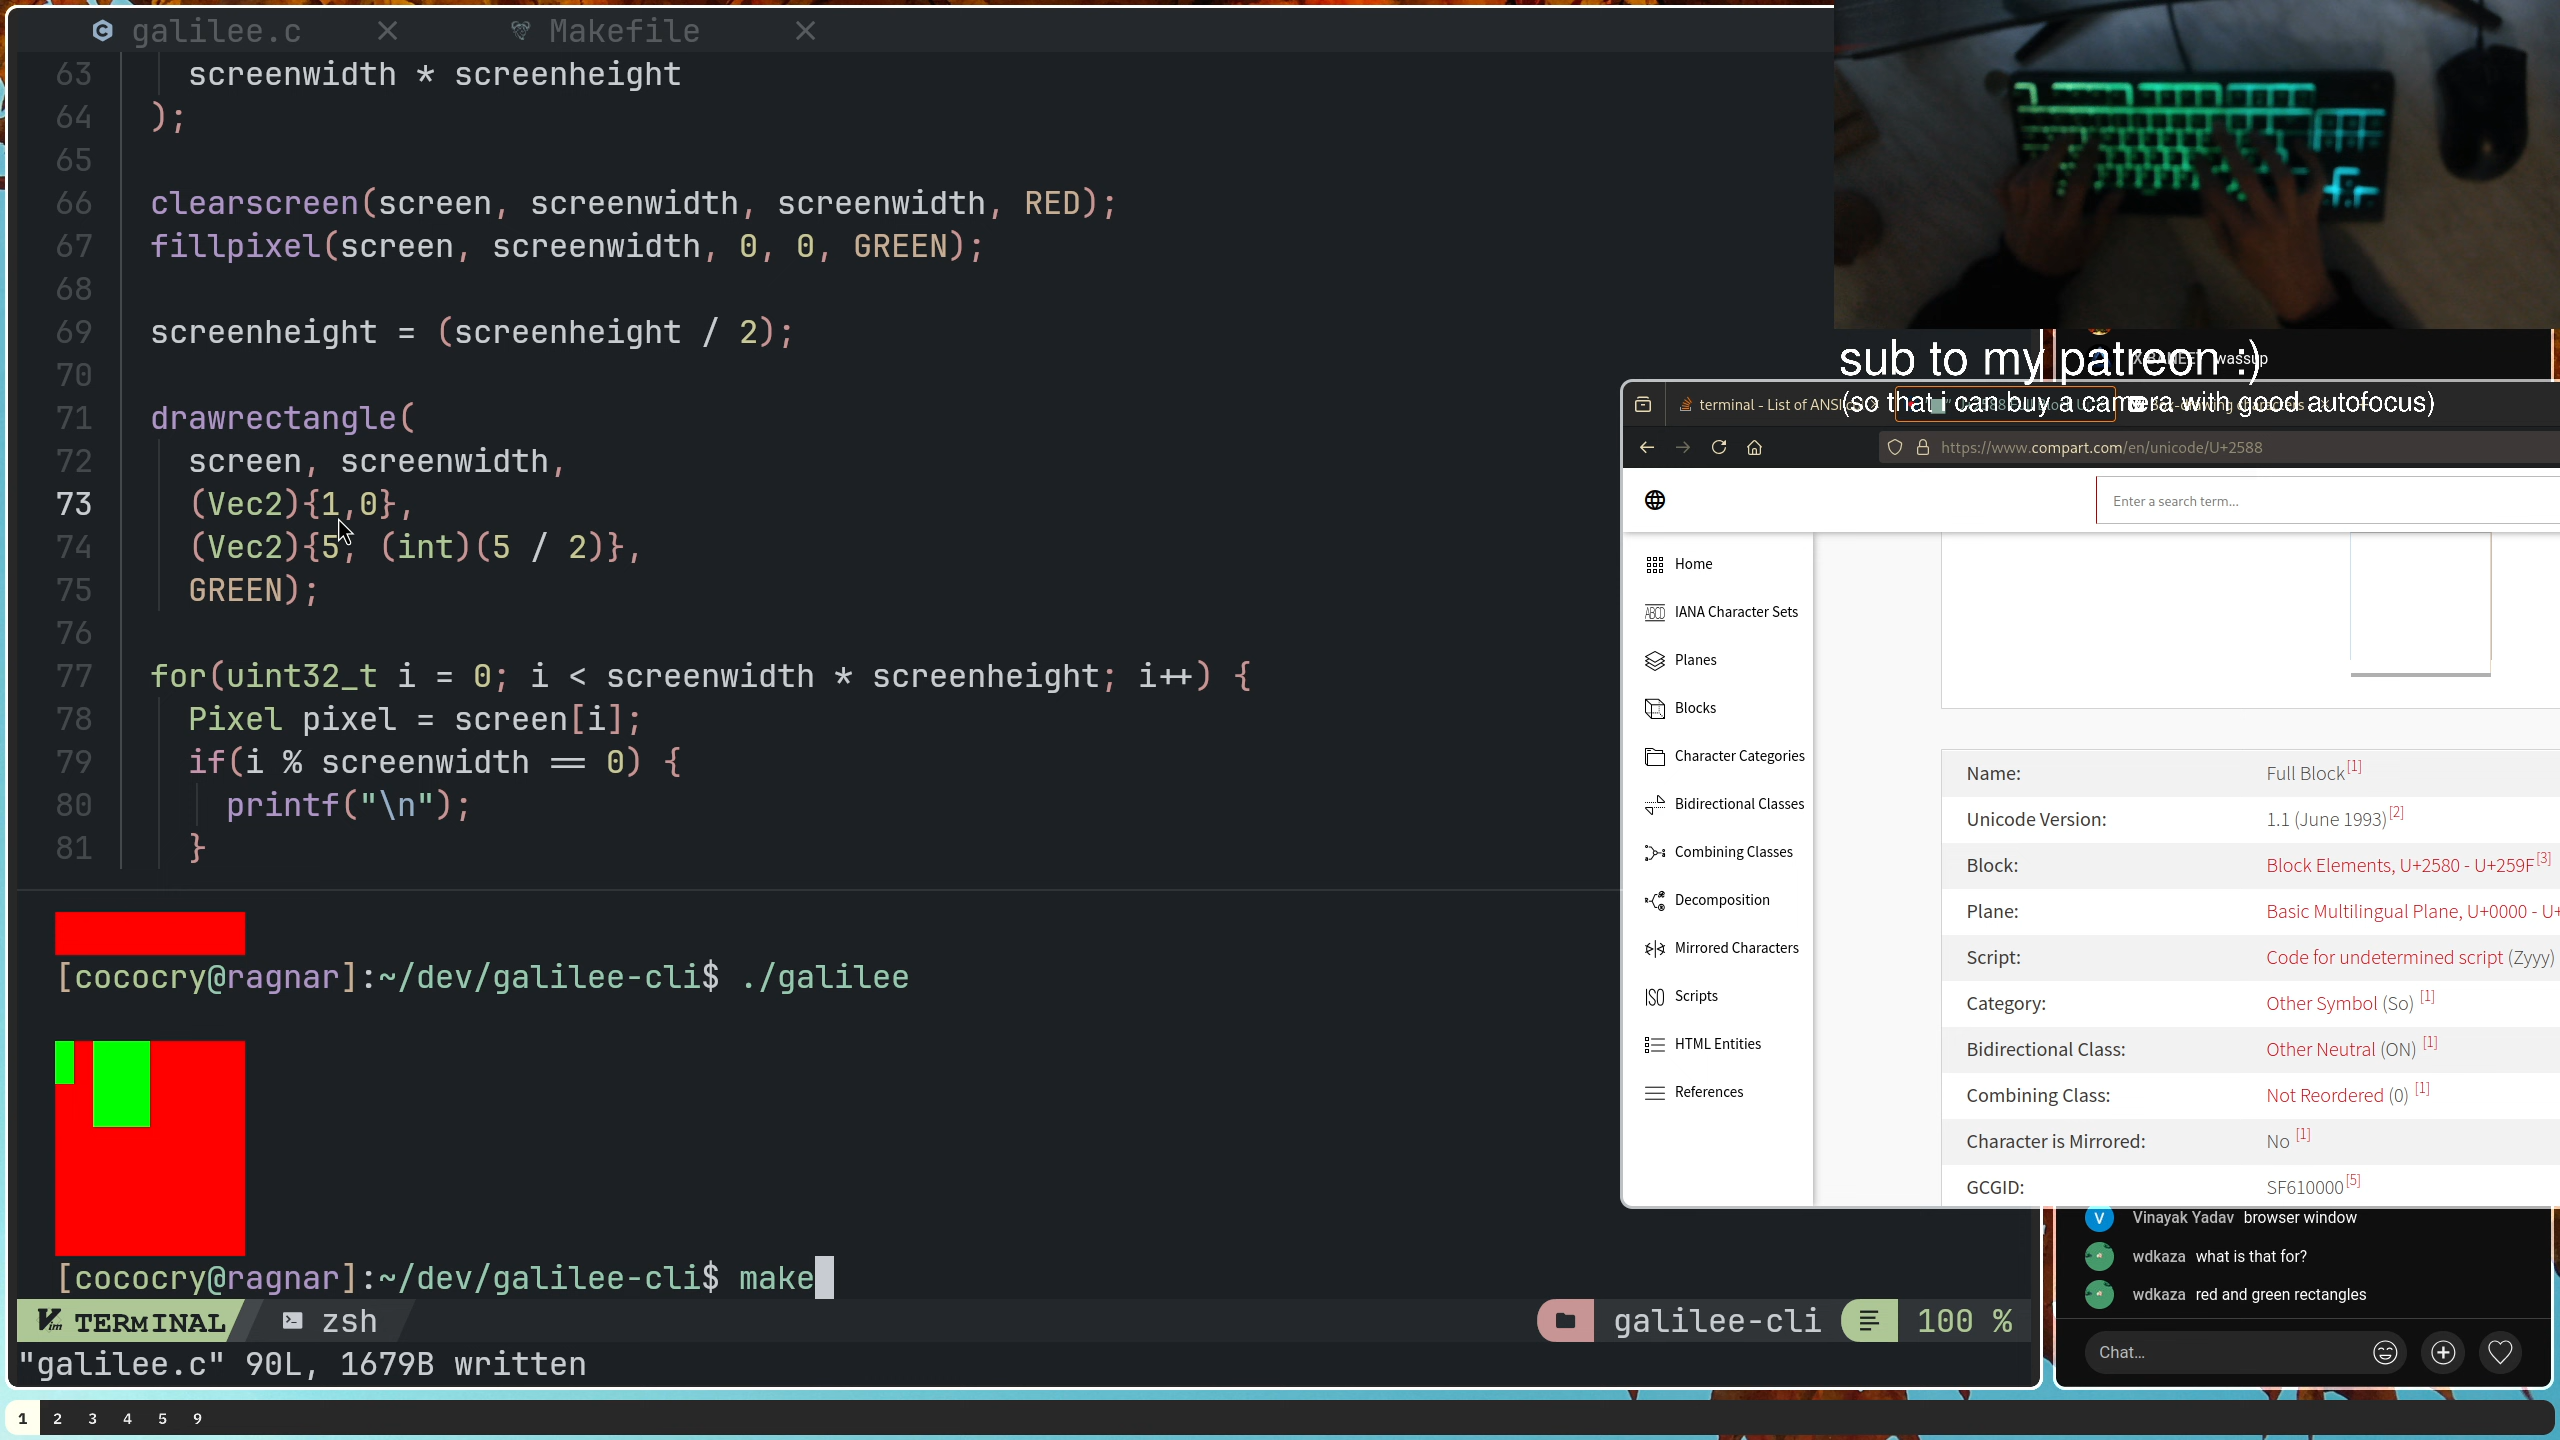 galilee.c
Makefile
63 screenwidth * screenheight
64 );
65
66 clearscreen(screen, screenwidth, screenwidth, RED);
67 fillpixel(screen, screenwidth, 0, 0, GREEN);
68
69 screenheight = (screenheight / 2);
70
71 drawrectangle(
72 screen, screenwidth,
73 (Vec2){1,0},
74 (Vec2){5, (int)(5 / 2)},
75 GREEN);
76
77 for(uint32_t i = 0; i < screenwidth * screenheight; i++) {
78 Pixel pixel = screen[i];
79 if(i % screenwidth == 0) {
80 printf("\n");
81 }
[cococry@ragnar]:~/dev/galilee-cli$ ./galilee
[cococry@ragnar]:~/dev/galilee-cli$ make
TERMINAL zsh galilee-cli 100 %
"galilee.c" 90L, 1679B written
1 2 3 4 5 9
sub to my patreon :)
wassup
(so that i can buy a camera with good autofocus)
terminal - List of ANSI
https://www.compart.com/en/unicode/U+2588
Enter a search term...
Home
IANA Character Sets
Planes
Blocks
Character Categories
Bidirectional Classes
Combining Classes
Decomposition
Mirrored Characters
Scripts
HTML Entities
References
Name: Full Block[1]
Unicode Version: 1.1 (June 1993)[2]
Block: Block Elements, U+2580 - U+259F[3]
Plane: Basic Multilingual Plane, U+0000 - U+
Script: Code for undetermined script (Zyyy)
Category: Other Symbol (So) [1]
Bidirectional Class: Other Neutral (ON) [1]
Combining Class: Not Reordered (0) [1]
Character is Mirrored: No [1]
GCGID: SF610000[5]
V Vinayak Yadav browser window
wdkaza what is that for?
wdkaza red and green rectangles
Chat...